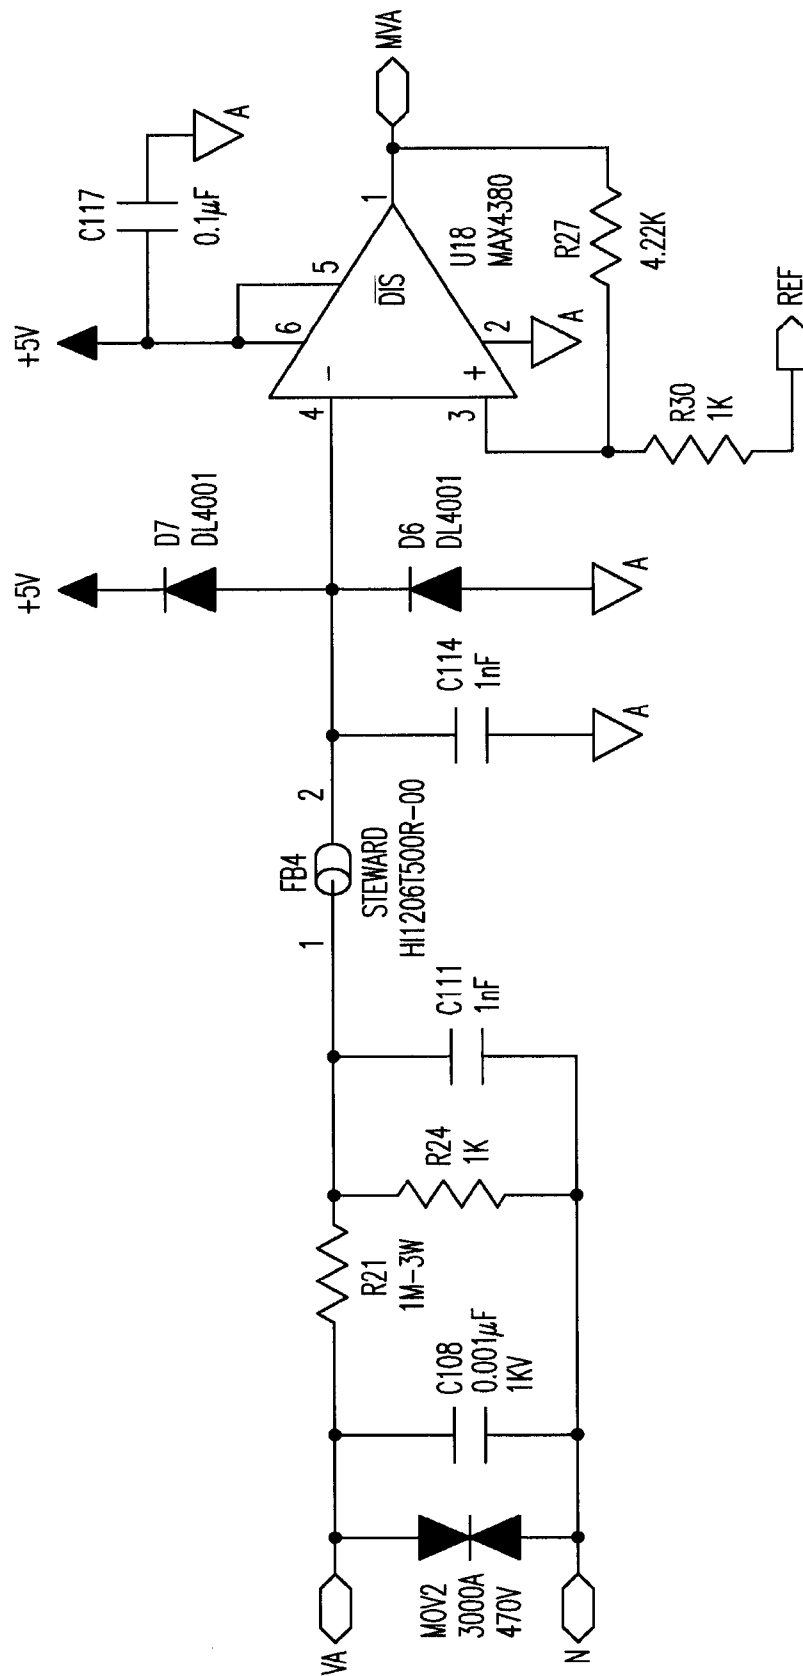 VA
N
MOV2
3000A
470V
C108
0.001µF
1KV
R21
1M-3W
R24
1K
C111
1nF
1
FB4
2
STEWARD
HI1206T500R-00
C114
1nF
A
+5V
D7
DL4001
D6
DL4001
A
+5V
C117
0.1µF
A
4
-
3
+
6
5
DIS
2
A
1
U18
MAX4380
MVA
R27
4.22K
R30
1K
REF